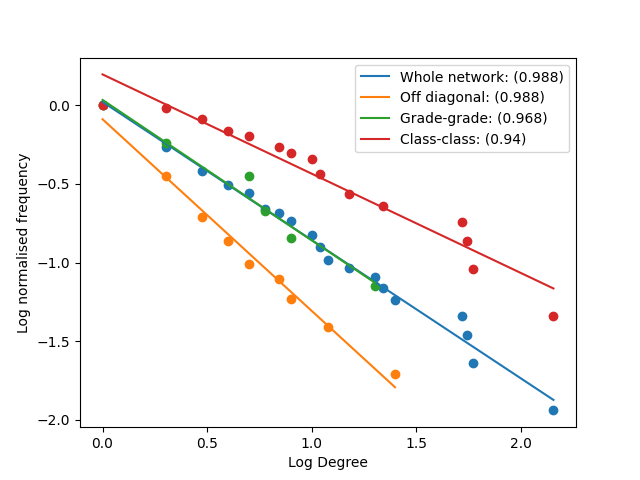 Whole network: (0.988)
Off diagonal: (0.988)
Grade-grade: (0.968)
Class-class: (0.94)
0.0
−0.5
−1.0
−1.5
−2.0
Log normalised frequency
0.0 0.5 1.0 1.5 2.0
Log Degree